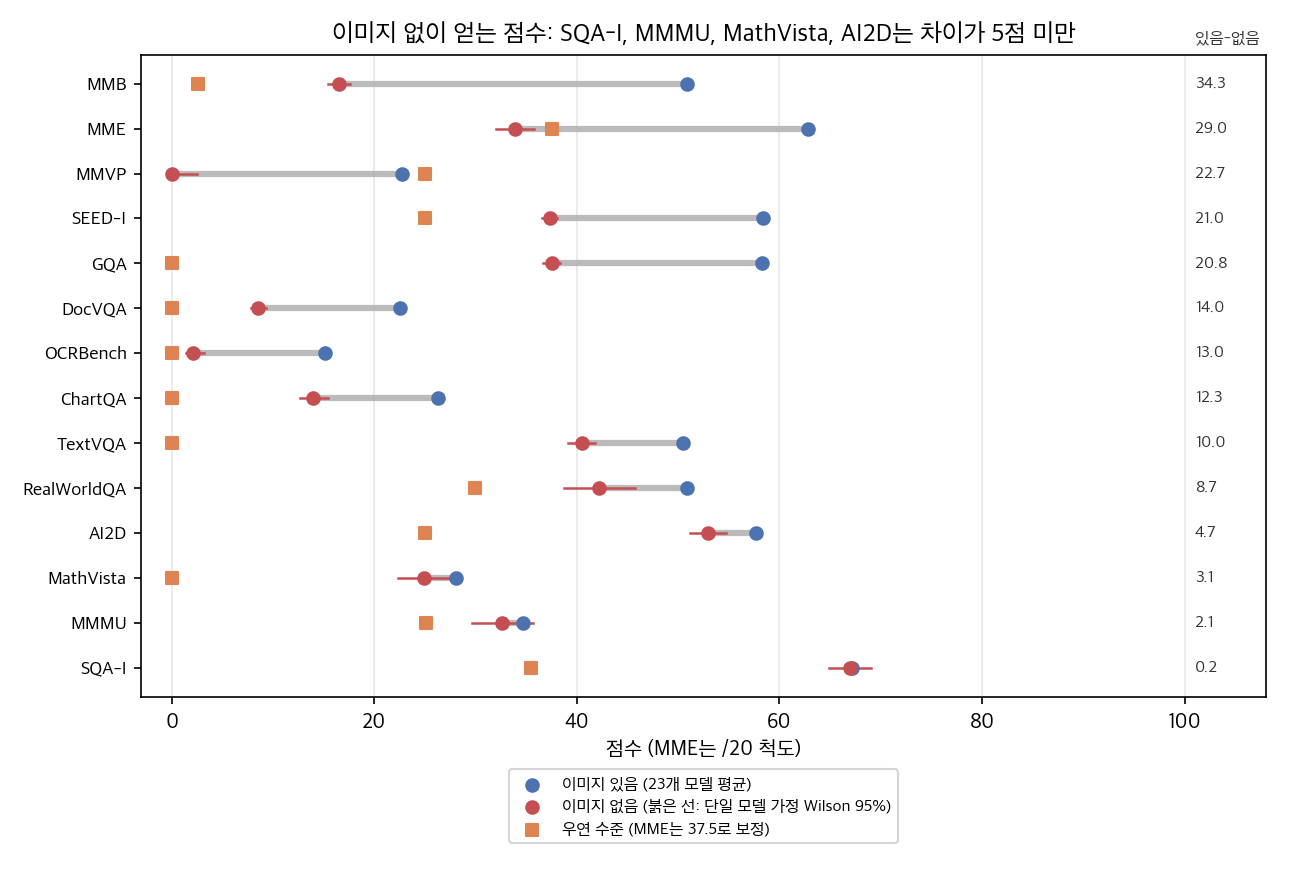 이미지 없이 얻는 점수: SQA-I, MMMU, MathVista, AI2D는 차이가 5점 미만
있음-없음
MMB 34.3
MME 29.0
MMVP 22.7
SEED-I 21.0
GQA 20.8
DocVQA 14.0
OCRBench 13.0
ChartQA 12.3
TextVQA 10.0
RealWorldQA 8.7
AI2D 4.7
MathVista 3.1
MMMU 2.1
SQA-I 0.2
0 20 40 60 80 100
점수 (MME는 /20 척도)
이미지 있음 (23개 모델 평균)
이미지 없음 (붉은 선: 단일 모델 가정 Wilson 95%)
우연 수준 (MME는 37.5로 보정)